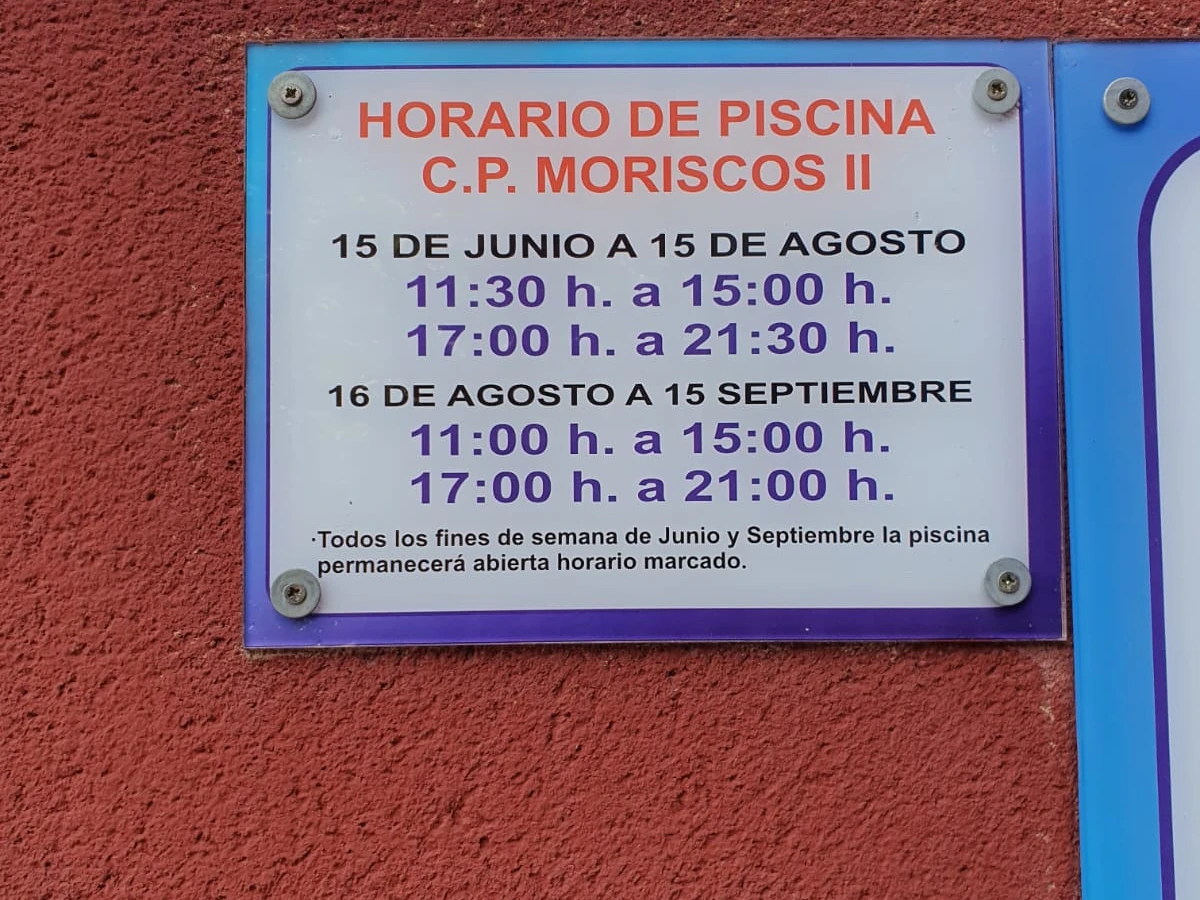 HORARIO DE PISCINA
C.P. MORISCOS II
15 DE JUNIO A 15 DE AGOSTO
11:30 h. a 15:00 h.
17:00 h. a 21:30 h.
16 DE AGOSTO A 15 SEPTIEMBRE
11:00 h. a 15:00 h.
17:00 h. a 21:00 h.
·Todos los fines de semana de Junio y Septiembre la piscina
permanecerá abierta horario marcado.